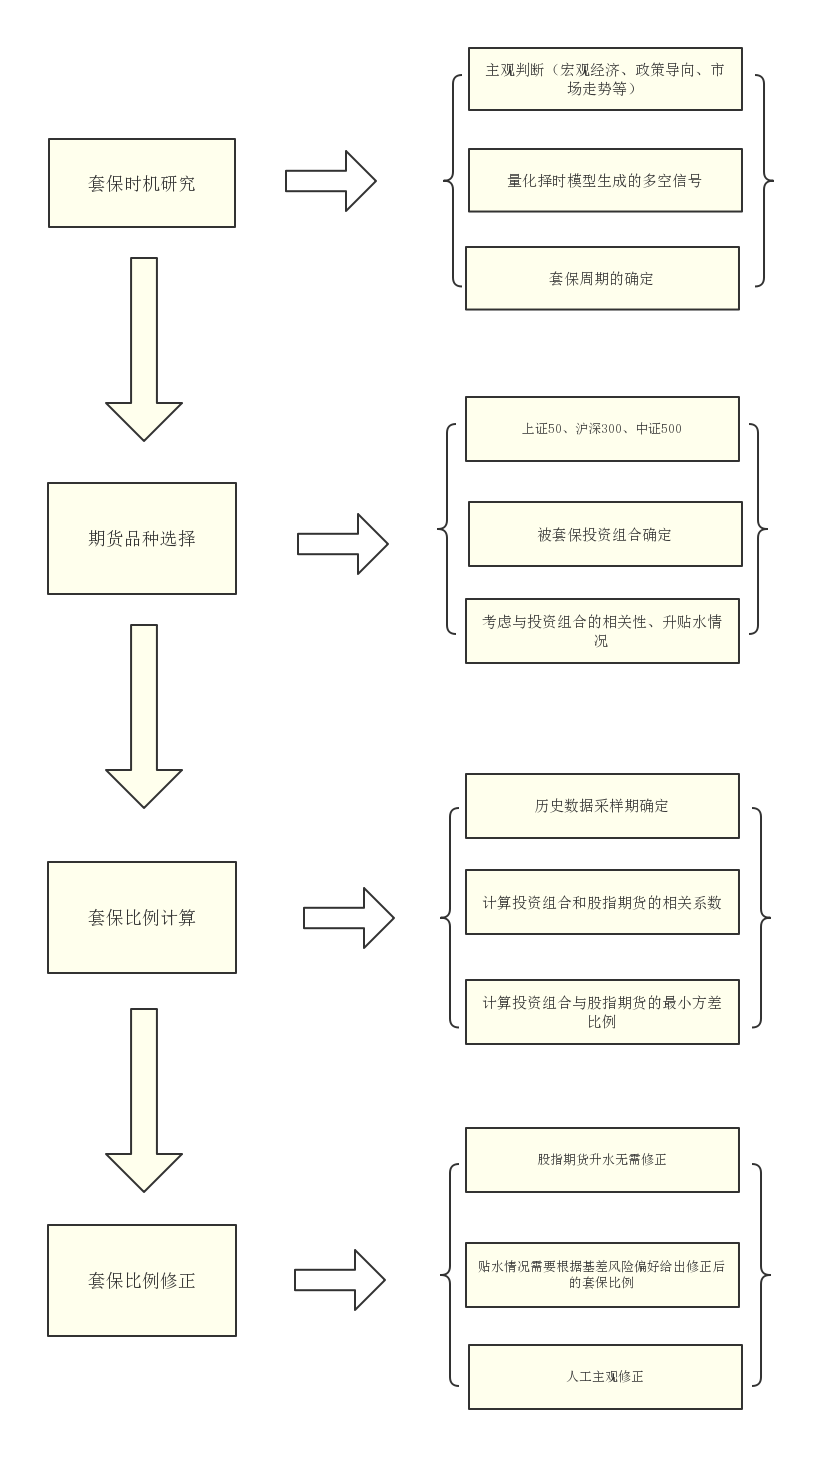 套保时机研究
主观判断（宏观经济、政策导向、市
场走势等）
量化择时模型生成的多空信号
套保周期的确定
期货品种选择
上证50、沪深300、中证500
被套保投资组合确定
考虑与投资组合的相关性、升贴水情
况
套保比例计算
历史数据采样期确定
计算投资组合和股指期货的相关系数
计算投资组合与股指期货的最小方差
比例
套保比例修正
股指期货升水无需修正
贴水情况需要根据基差风险偏好给出修正后
的套保比例
人工主观修正